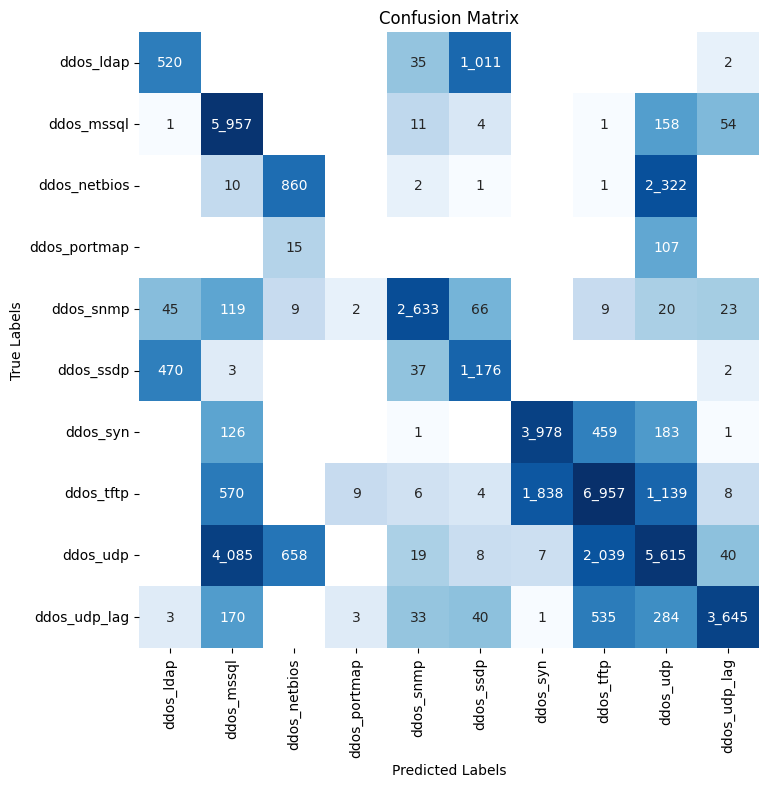 Confusion Matrix
True Labels
ddos_ldap 520 35 1_011 2
ddos_mssql 1 5_957 11 4 1 158 54
ddos_netbios 10 860 2 1 1 2_322
ddos_portmap 15 107
ddos_snmp 45 119 9 2 2_633 66 9 20 23
ddos_ssdp 470 3 37 1_176 2
ddos_syn 126 1 3_978 459 183 1
ddos_tftp 570 9 6 4 1_838 6_957 1_139 8
ddos_udp 4_085 658 19 8 7 2_039 5_615 40
ddos_udp_lag 3 170 3 33 40 1 535 284 3_645
ddos_ldap ddos_mssql ddos_netbios ddos_portmap ddos_snmp ddos_ssdp ddos_syn ddos_tftp ddos_udp ddos_udp_lag
Predicted Labels